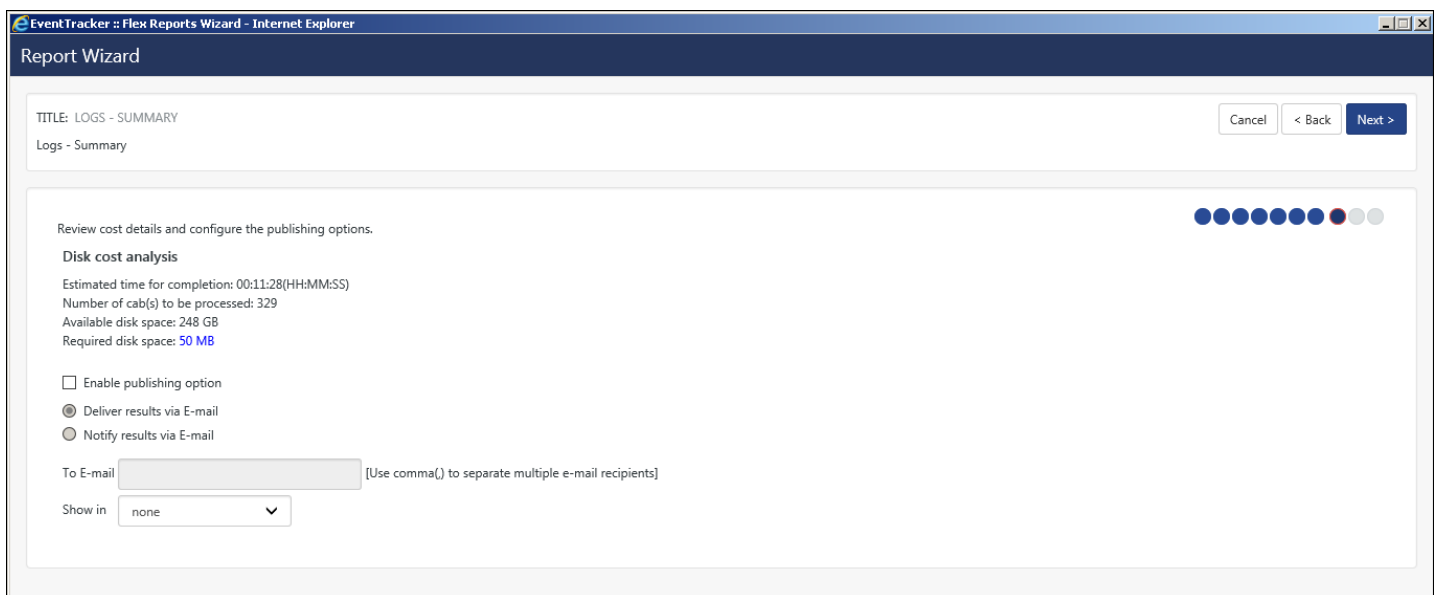 EventTracker :: Flex Reports Wizard - Internet Explorer
Report Wizard
TITLE: LOGS - SUMMARY
Logs - Summary
Cancel
< Back
Next >
Review cost details and configure the publishing options.
Disk cost analysis
Estimated time for completion: 00:11:28(HH:MM:SS)
Number of cab(s) to be processed: 329
Available disk space: 248 GB
Required disk space: 50 MB
Enable publishing option
Deliver results via E-mail
Notify results via E-mail
To E-mail [Use comma(,) to separate multiple e-mail recipients]
Show in none